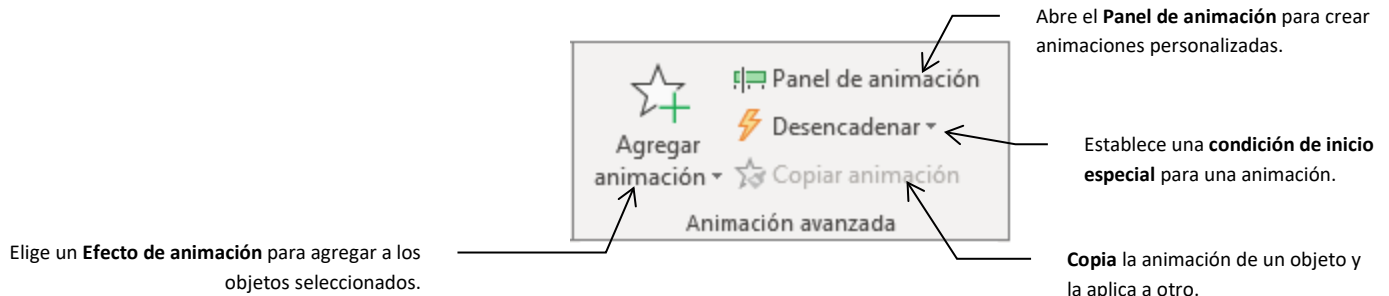 Abre el Panel de animación para crear
animaciones personalizadas.
Panel de animación
Desencadenar
Agregar
animación
Copiar animación
Animación avanzada
Establece una condición de inicio
especial para una animación.
Elige un Efecto de animación para agregar a los
objetos seleccionados.
Copia la animación de un objeto y
la aplica a otro.